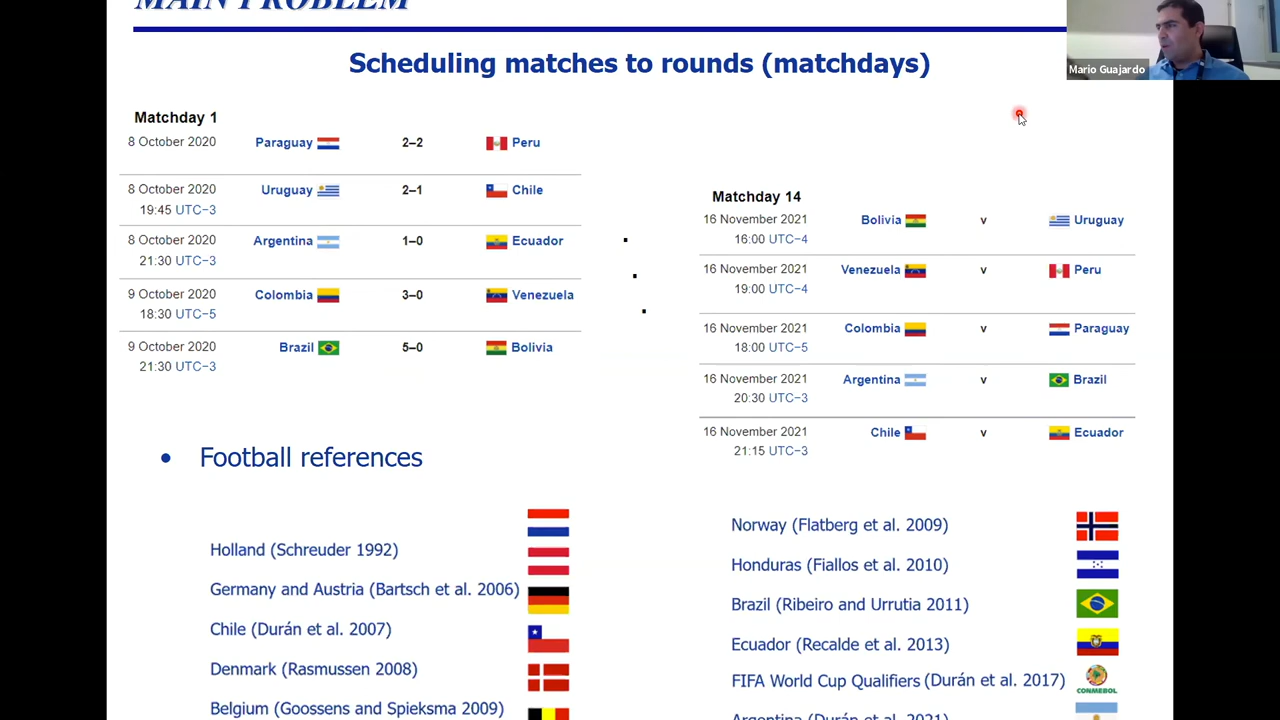 MAIN PROBLEM
Mario Guajardo
Scheduling matches to rounds (matchdays)
Matchday 1
8 October 2020 Paraguay 2–2 Peru
8 October 2020 Uruguay 2–1 Chile
19:45 UTC−3
8 October 2020 Argentina 1–0 Ecuador
21:30 UTC−3
9 October 2020 Colombia 3–0 Venezuela
18:30 UTC−5
9 October 2020 Brazil 5–0 Bolivia
21:30 UTC−3
Matchday 14
16 November 2021 Bolivia v Uruguay
16:00 UTC−4
16 November 2021 Venezuela v Peru
19:00 UTC−4
16 November 2021 Colombia v Paraguay
18:00 UTC−5
16 November 2021 Argentina v Brazil
20:30 UTC−3
16 November 2021 Chile v Ecuador
21:15 UTC−3
• Football references
Holland (Schreuder 1992)
Germany and Austria (Bartsch et al. 2006)
Chile (Durán et al. 2007)
Denmark (Rasmussen 2008)
Belgium (Goossens and Spieksma 2009)
Norway (Flatberg et al. 2009)
Honduras (Fiallos et al. 2010)
Brazil (Ribeiro and Urrutia 2011)
Ecuador (Recalde et al. 2013)
FIFA World Cup Qualifiers (Durán et al. 2017)
CONMEBOL
Argentina (Durán et al. 2021)